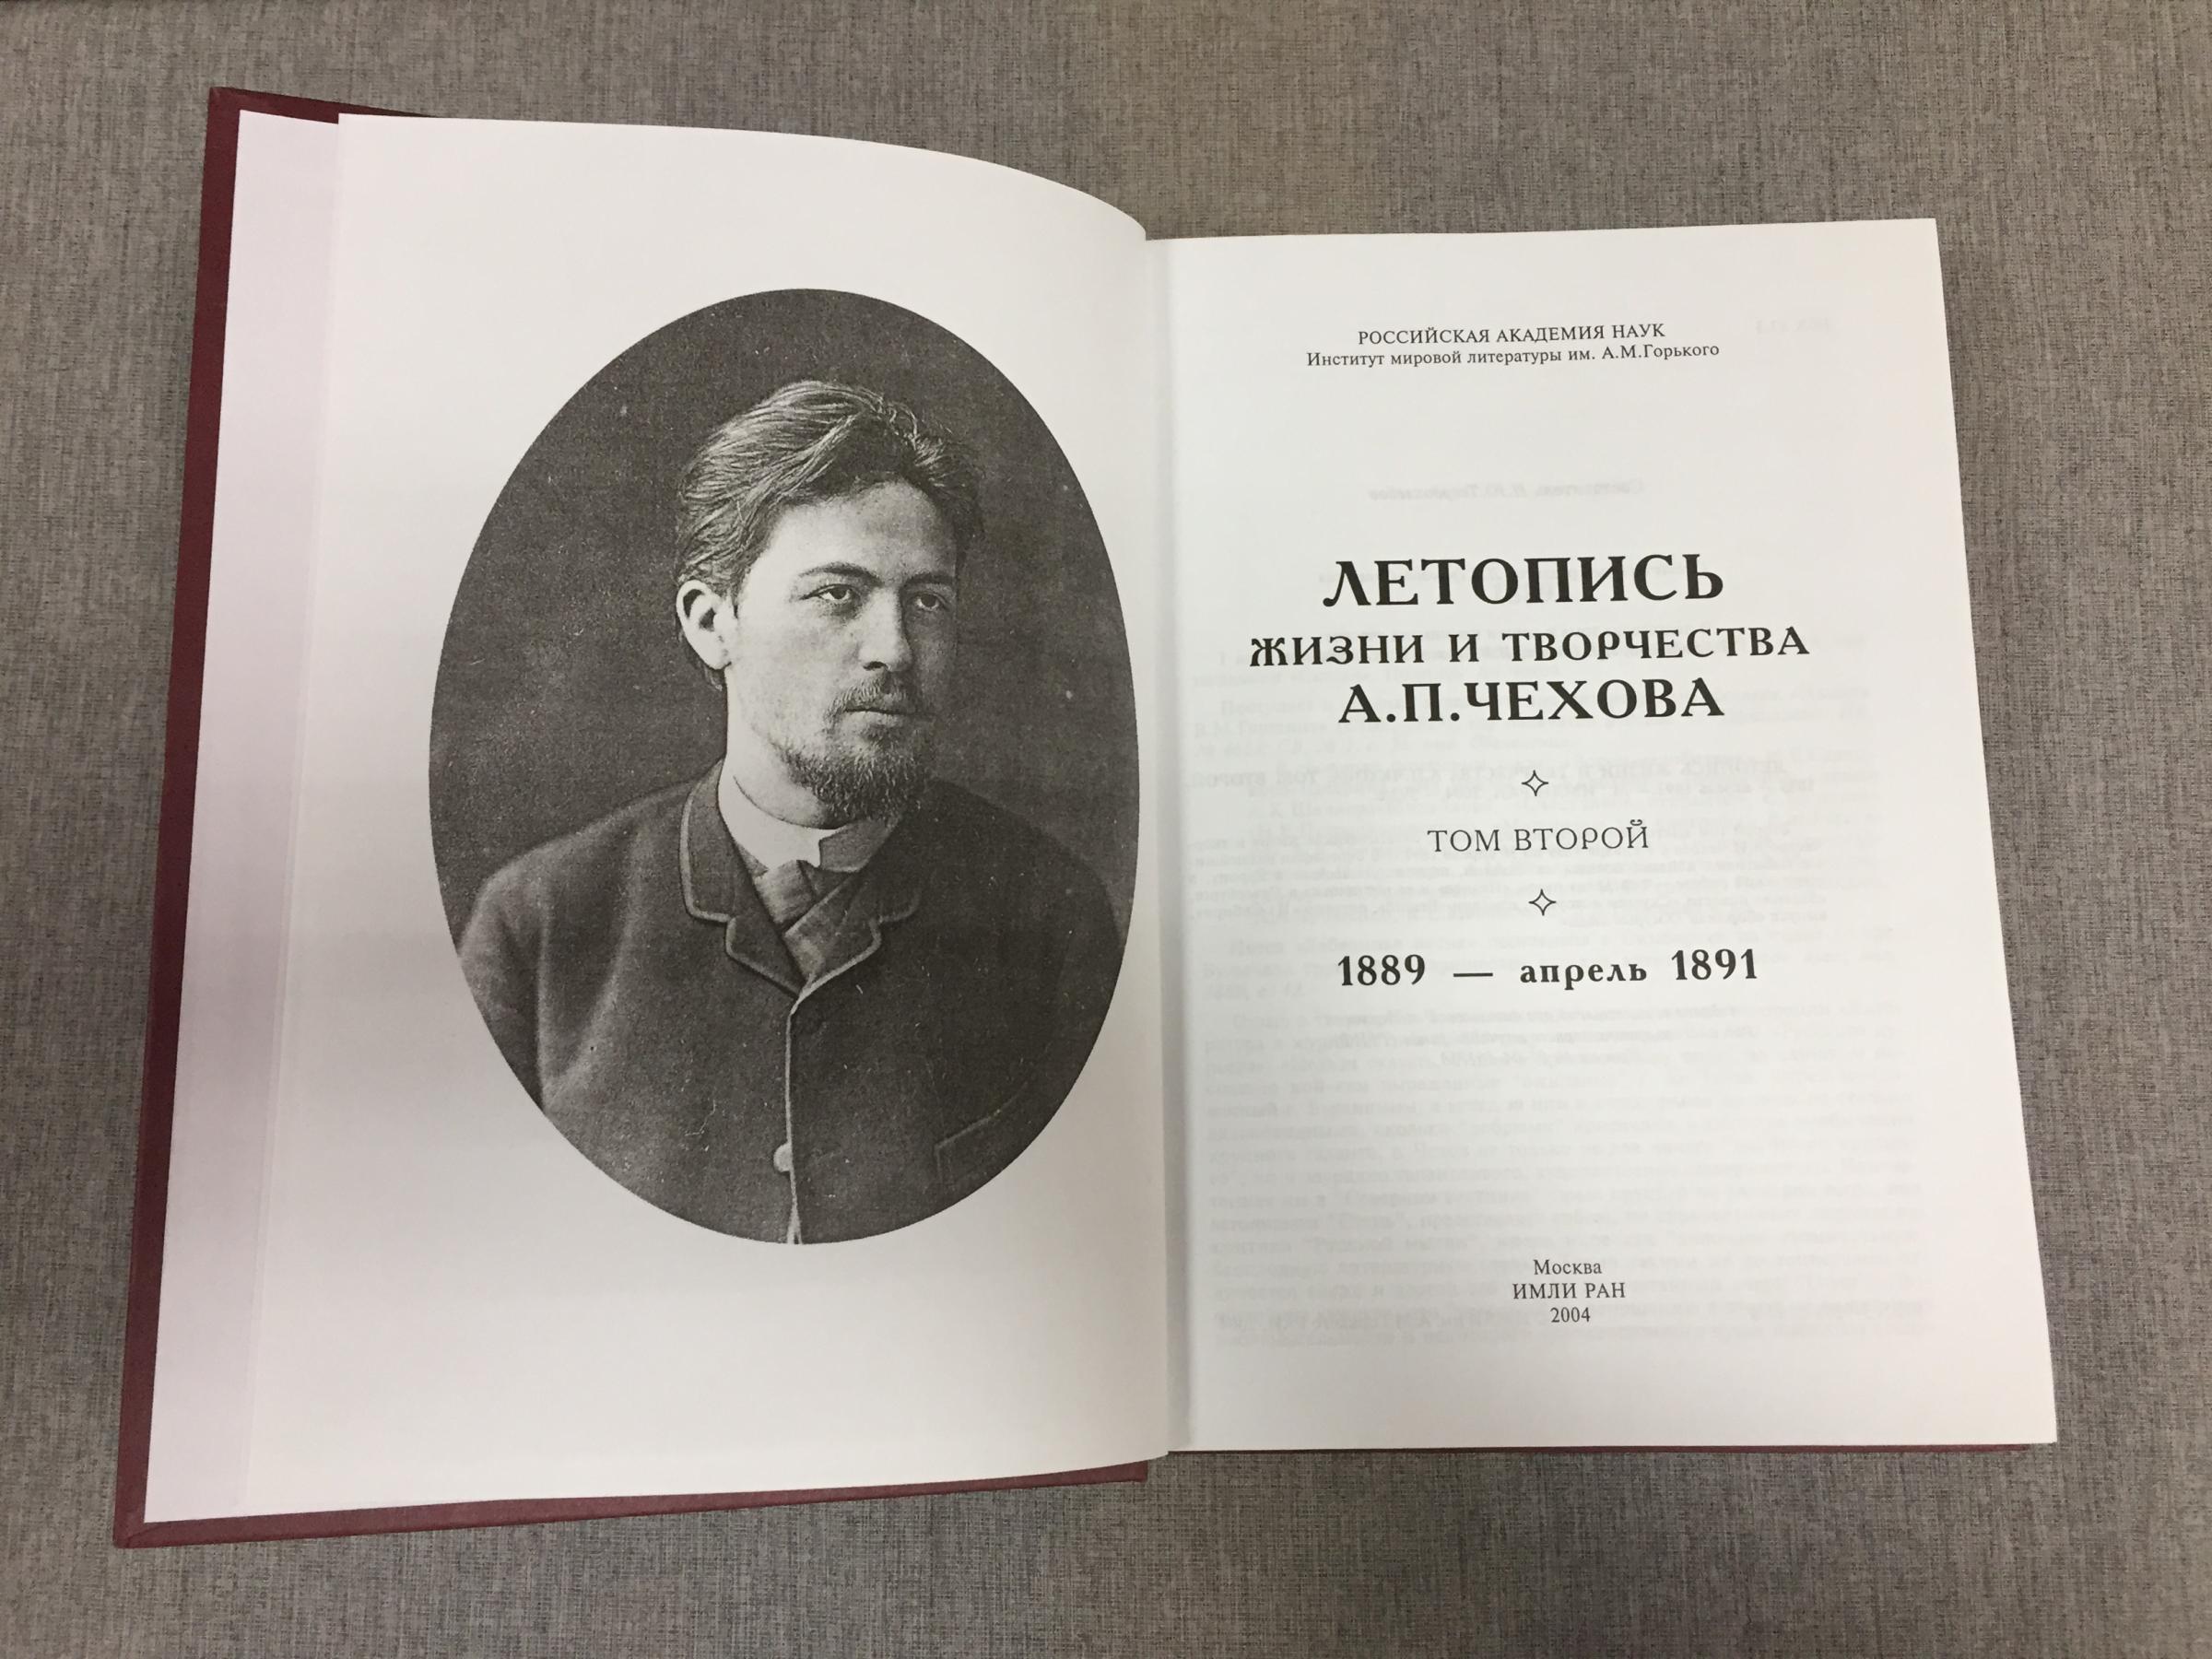 РОССИЙСКАЯ АКАДЕМИЯ НАУК
Институт мировой литературы им. А.М.Горького
ЛЕТОПИСЬ
ЖИЗНИ И ТВОРЧЕСТВА
А.П.ЧЕХОВА
ТОМ ВТОРОЙ
1889 — апрель 1891
Москва
ИМЛИ РАН
2004